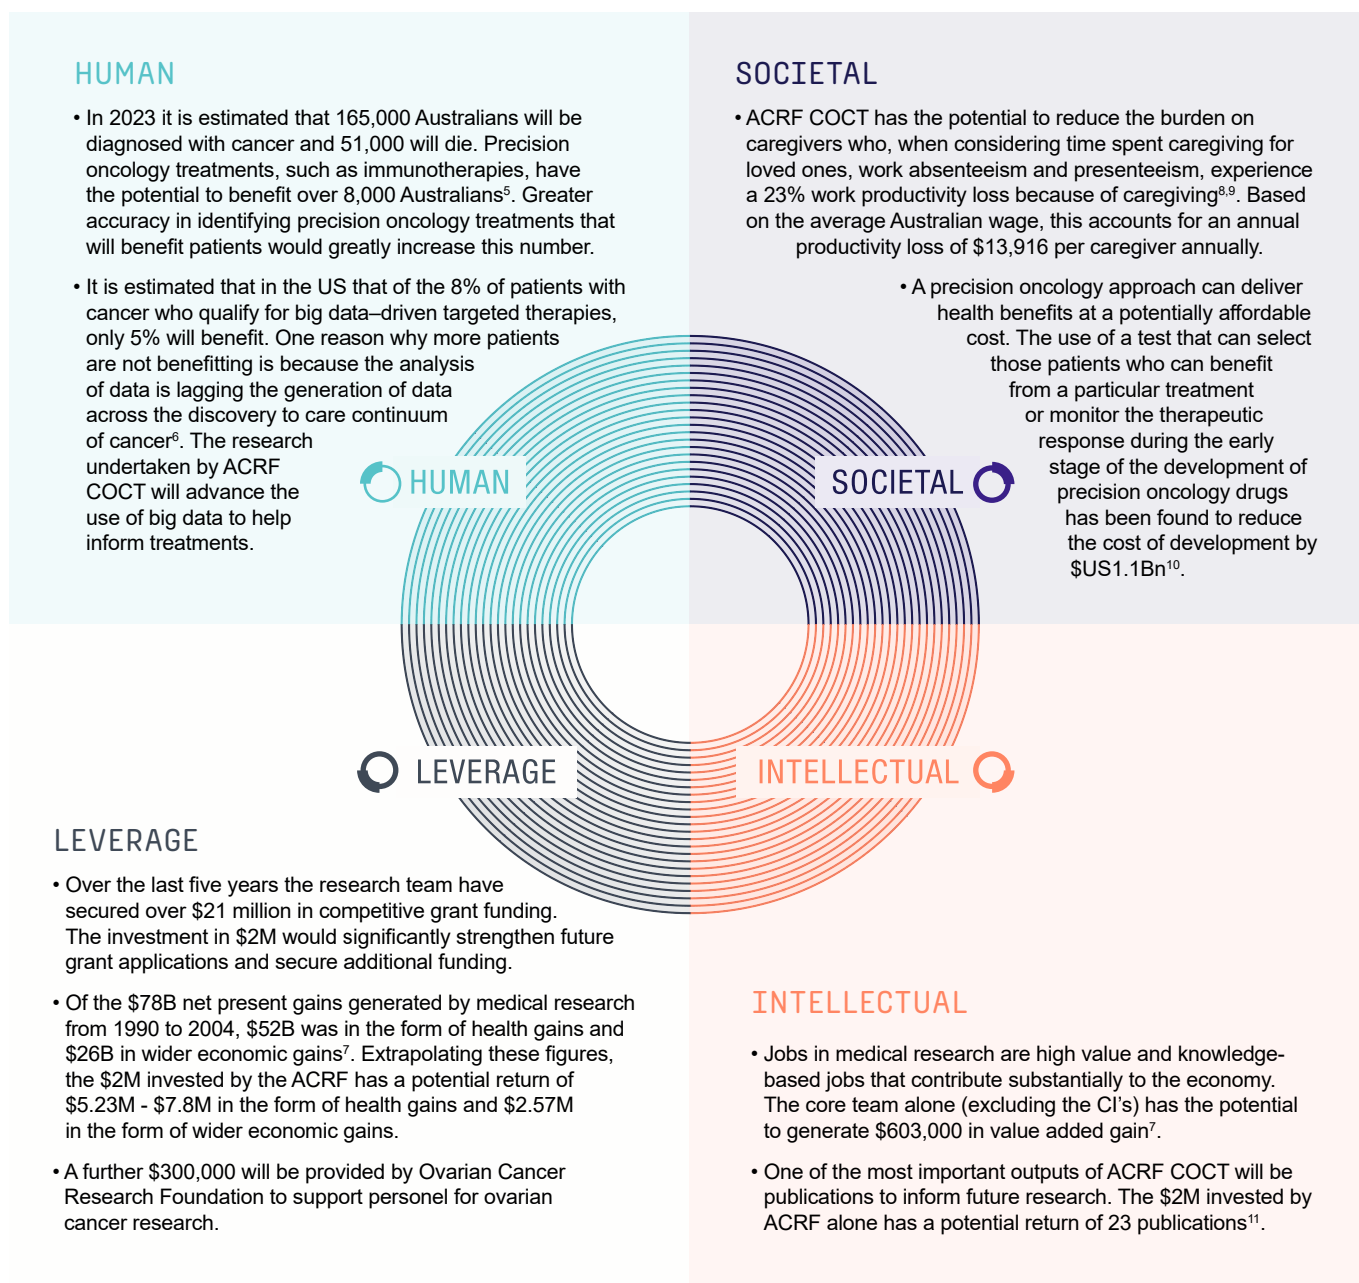 HUMAN
• In 2023 it is estimated that 165,000 Australians will be
diagnosed with cancer and 51,000 will die. Precision
oncology treatments, such as immunotherapies, have
the potential to benefit over 8,000 Australians⁵. Greater
accuracy in identifying precision oncology treatments that
will benefit patients would greatly increase this number.
• It is estimated that in the US that of the 8% of patients with
cancer who qualify for big data–driven targeted therapies,
only 5% will benefit. One reason why more patients
are not benefitting is because the analysis
of data is lagging the generation of data
across the discovery to care continuum
of cancer⁶. The research
undertaken by ACRF
COCT will advance the
use of big data to help
inform treatments.
SOCIETAL
• ACRF COCT has the potential to reduce the burden on
caregivers who, when considering time spent caregiving for
loved ones, work absenteeism and presenteeism, experience
a 23% work productivity loss because of caregiving⁸,⁹. Based
on the average Australian wage, this accounts for an annual
productivity loss of $13,916 per caregiver annually.
• A precision oncology approach can deliver
health benefits at a potentially affordable
cost. The use of a test that can select
those patients who can benefit
from a particular treatment
or monitor the therapeutic
response during the early
stage of the development of
precision oncology drugs
has been found to reduce
the cost of development by
$US1.1Bn¹⁰.
HUMAN
SOCIETAL
LEVERAGE
INTELLECTUAL
LEVERAGE
• Over the last five years the research team have
secured over $21 million in competitive grant funding.
The investment in $2M would significantly strengthen future
grant applications and secure additional funding.
• Of the $78B net present gains generated by medical research
from 1990 to 2004, $52B was in the form of health gains and
$26B in wider economic gains⁷. Extrapolating these figures,
the $2M invested by the ACRF has a potential return of
$5.23M - $7.8M in the form of health gains and $2.57M
in the form of wider economic gains.
• A further $300,000 will be provided by Ovarian Cancer
Research Foundation to support personel for ovarian
cancer research.
INTELLECTUAL
• Jobs in medical research are high value and knowledge-
based jobs that contribute substantially to the economy.
The core team alone (excluding the CI’s) has the potential
to generate $603,000 in value added gain⁷.
• One of the most important outputs of ACRF COCT will be
publications to inform future research. The $2M invested by
ACRF alone has a potential return of 23 publications¹¹.